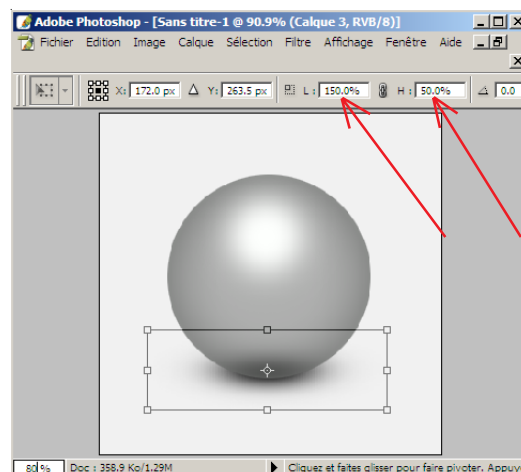 Adobe Photoshop - [Sans titre-1 @ 90.9% (Calque 3, RVB/8)]
Fichier Edition Image Calque Sélection Filtre Affichage Fenêtre Aide
X: 172.0 px Y: 263.5 px L: 150.0% H: 50.0% 0.0
80 % Doc : 358.9 Ko/1.29M Cliquez et faites glisser pour faire pivoter. Appuye